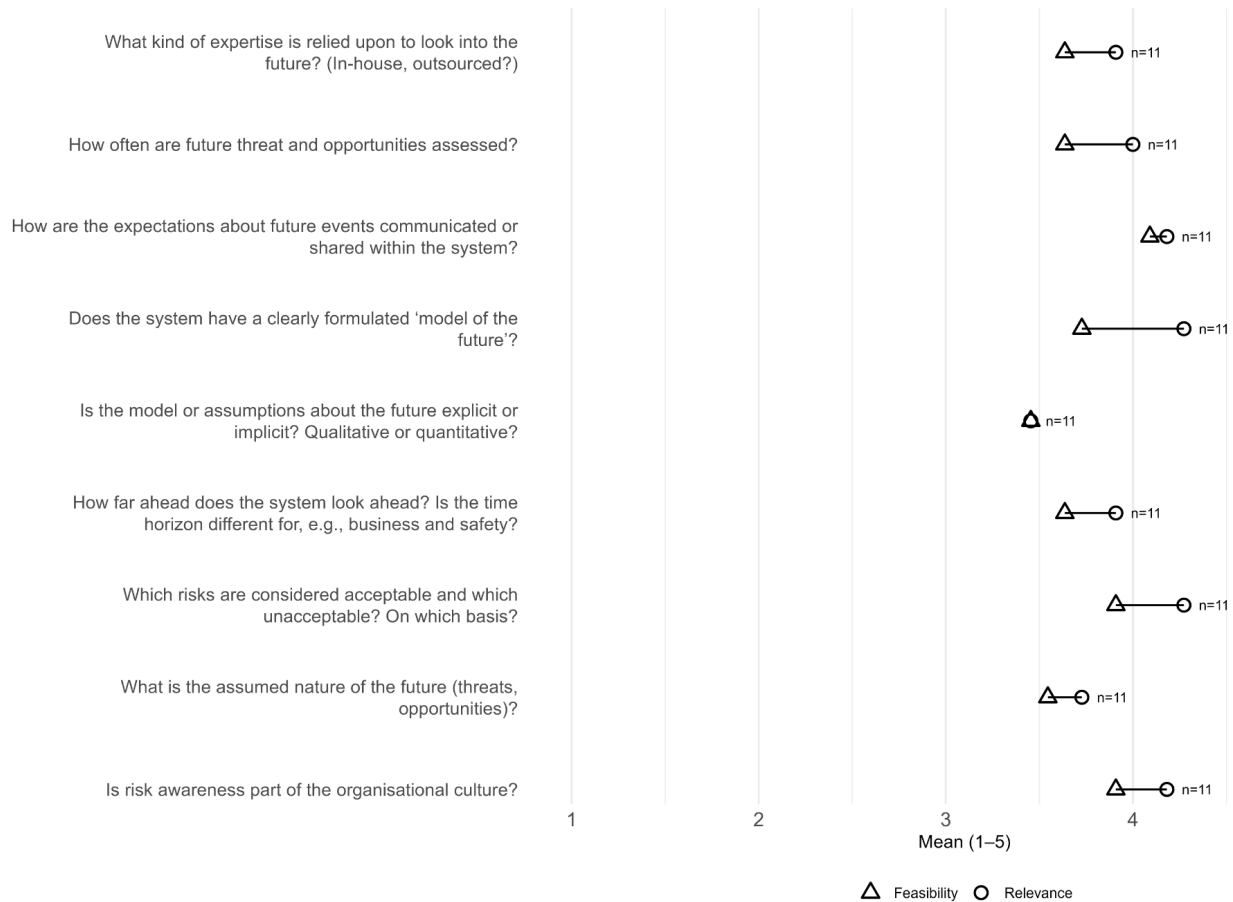 What kind of expertise is relied upon to look into the
future? (In-house, outsourced?)
n=11
How often are future threat and opportunities assessed?
n=11
How are the expectations about future events communicated or
shared within the system?
n=11
Does the system have a clearly formulated ‘model of the
future’?
n=11
Is the model or assumptions about the future explicit or
implicit? Qualitative or quantitative?
n=11
How far ahead does the system look ahead? Is the time
horizon different for, e.g., business and safety?
n=11
Which risks are considered acceptable and which
unacceptable? On which basis?
n=11
What is the assumed nature of the future (threats,
opportunities)?
n=11
Is risk awareness part of the organisational culture?
n=11
1 2 3 4
Mean (1–5)
Feasibility Relevance